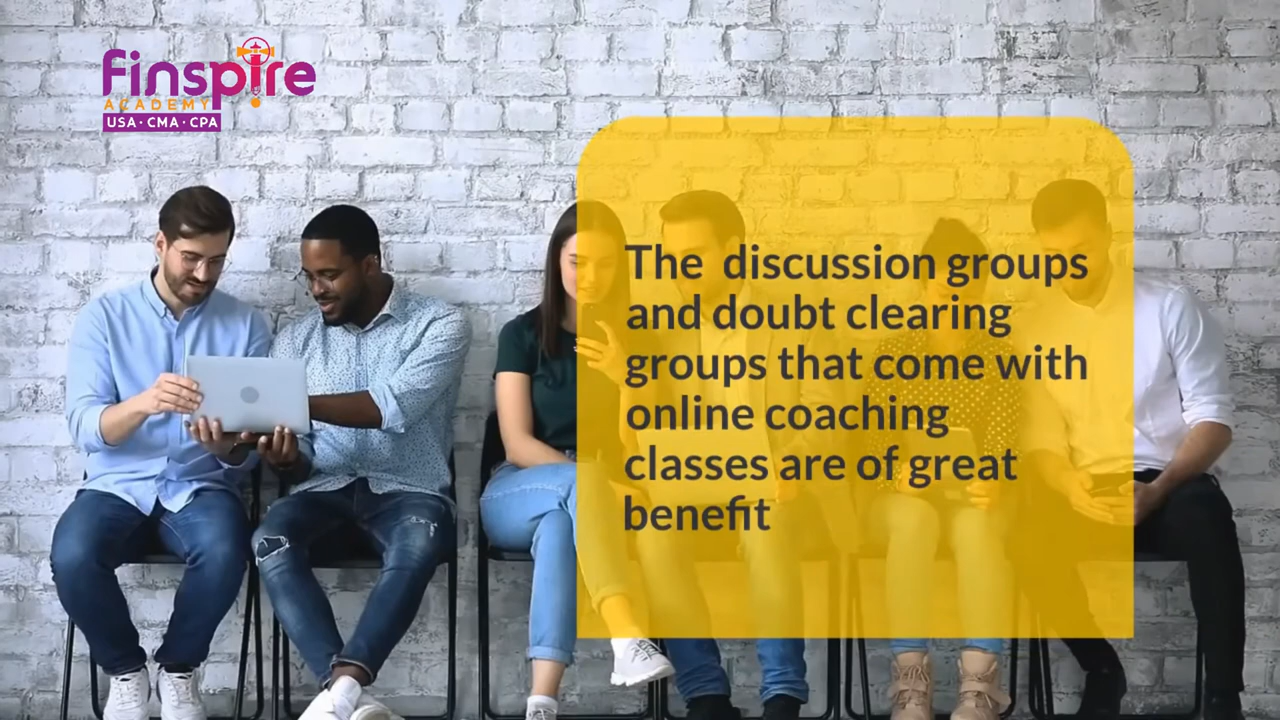 Finspire
ACADEMY
USA · CMA · CPA
The discussion groups
and doubt clearing
groups that come with
online coaching
classes are of great
benefit